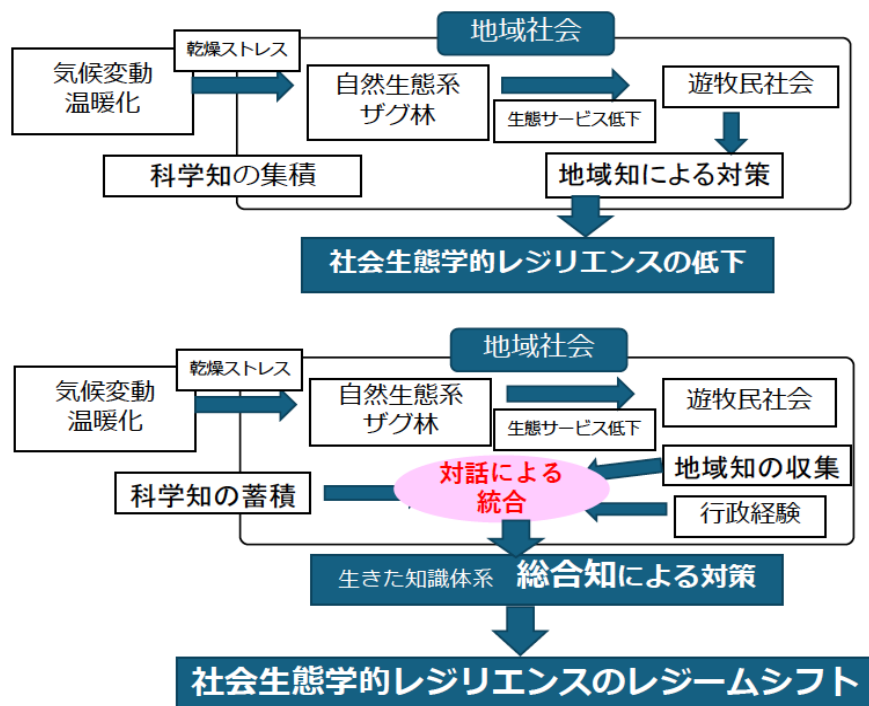 地域社会
乾燥ストレス
気候変動
温暖化
自然生態系
ザグ林
生態サービス低下
遊牧民社会
科学知の集積
地域知による対策
社会生態学的レジリエンスの低下
地域社会
乾燥ストレス
気候変動
温暖化
自然生態系
ザグ林
生態サービス低下
遊牧民社会
対話による
統合
地域知の収集
科学知の蓄積
行政経験
生きた知識体系 総合知による対策
社会生態学的レジリエンスのレジームシフト